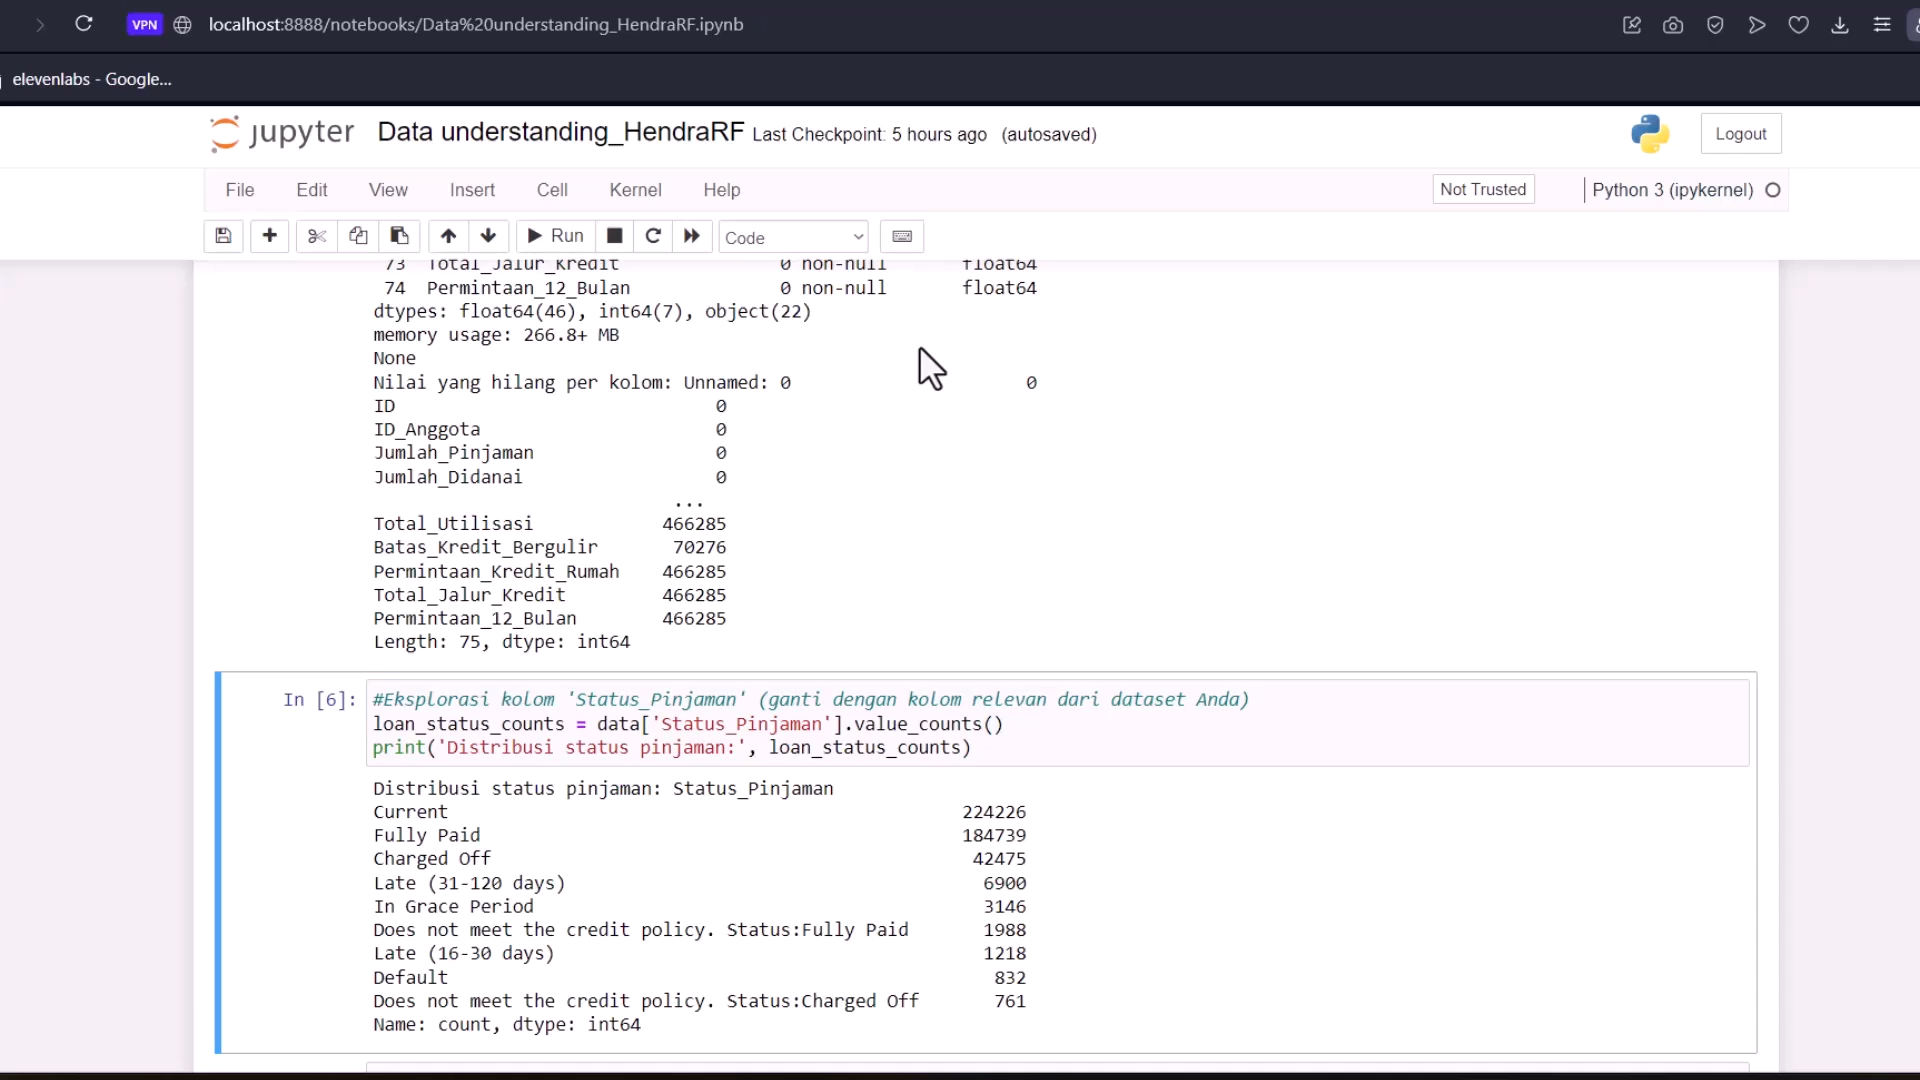 VPN localhost:8888/notebooks/Data%20understanding_HendraRF.ipynb
elevenlabs - Google...
jupyter Data understanding_HendraRF Last Checkpoint: 5 hours ago (autosaved) Logout
File Edit View Insert Cell Kernel Help Not Trusted Python 3 (ipykernel)
Run Code
73 Total_Jalur_Kredit 0 non-null float64
74 Permintaan_12_Bulan 0 non-null float64
dtypes: float64(46), int64(7), object(22)
memory usage: 266.8+ MB
None
Nilai yang hilang per kolom: Unnamed: 0 0
ID 0
ID_Anggota 0
Jumlah_Pinjaman 0
Jumlah_Didanai 0
...
Total_Utilisasi 466285
Batas_Kredit_Bergulir 70276
Permintaan_Kredit_Rumah 466285
Total_Jalur_Kredit 466285
Permintaan_12_Bulan 466285
Length: 75, dtype: int64
In [6]: #Eksplorasi kolom 'Status_Pinjaman' (ganti dengan kolom relevan dari dataset Anda)
loan_status_counts = data['Status_Pinjaman'].value_counts()
print('Distribusi status pinjaman:', loan_status_counts)
Distribusi status pinjaman: Status_Pinjaman
Current 224226
Fully Paid 184739
Charged Off 42475
Late (31-120 days) 6900
In Grace Period 3146
Does not meet the credit policy. Status:Fully Paid 1988
Late (16-30 days) 1218
Default 832
Does not meet the credit policy. Status:Charged Off 761
Name: count, dtype: int64